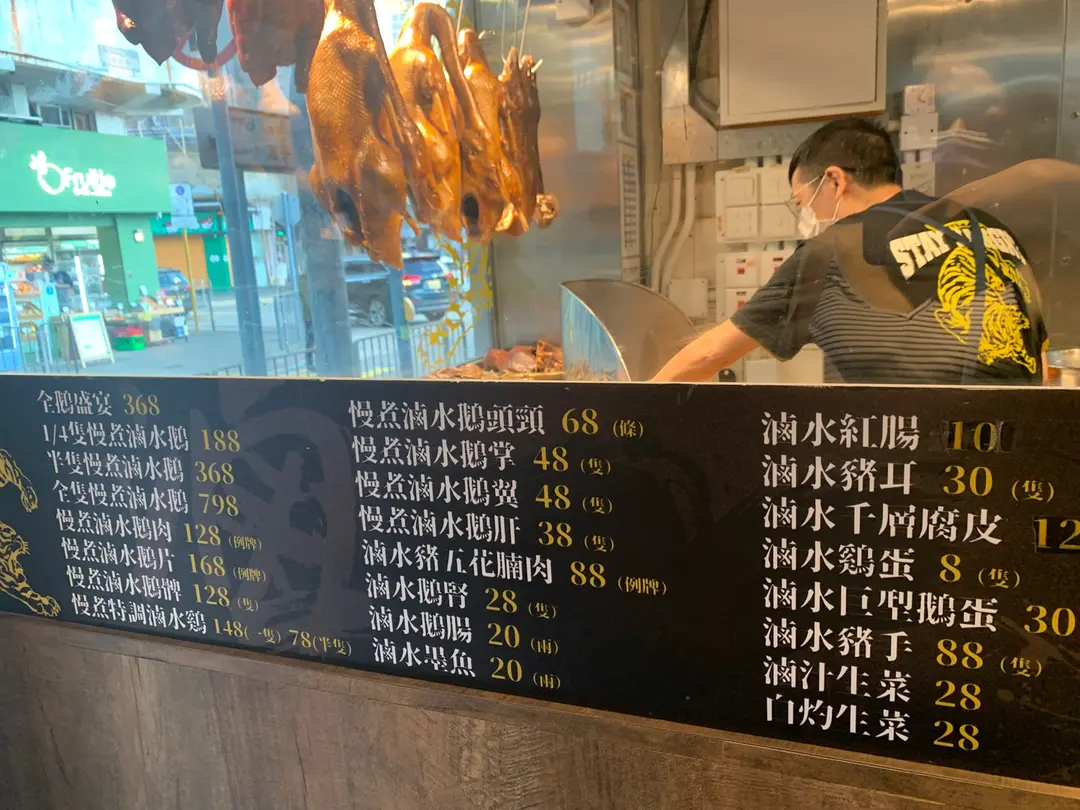 Fruits
STAY
全鵝盛宴 368
1/4隻慢煮滷水鵝 188
半隻慢煮滷水鵝 368
全隻慢煮滷水鵝 798
慢煮滷水鵝肉 128 (例牌)
慢煮滷水鵝片 168 (例牌)
慢煮滷水鵝髀 128 (隻)
慢煮特調滷水鷄 148(一隻) 78(半隻)
慢煮滷水鵝頭頸 68 (條)
慢煮滷水鵝掌 48 (隻)
慢煮滷水鵝翼 48 (隻)
慢煮滷水鵝肝 38 (隻)
滷水豬五花腩肉 88 (例牌)
滷水鵝腎 28 (隻)
滷水鵝腸 20 (兩)
滷水墨魚 20 (兩)
滷水紅腸 10
滷水豬耳 30 (隻)
滷水千層腐皮 12
滷水鷄蛋 8 (隻)
滷水巨型鵝蛋 30
滷水豬手 88 (隻)
滷汁生菜 28
白灼生菜 28